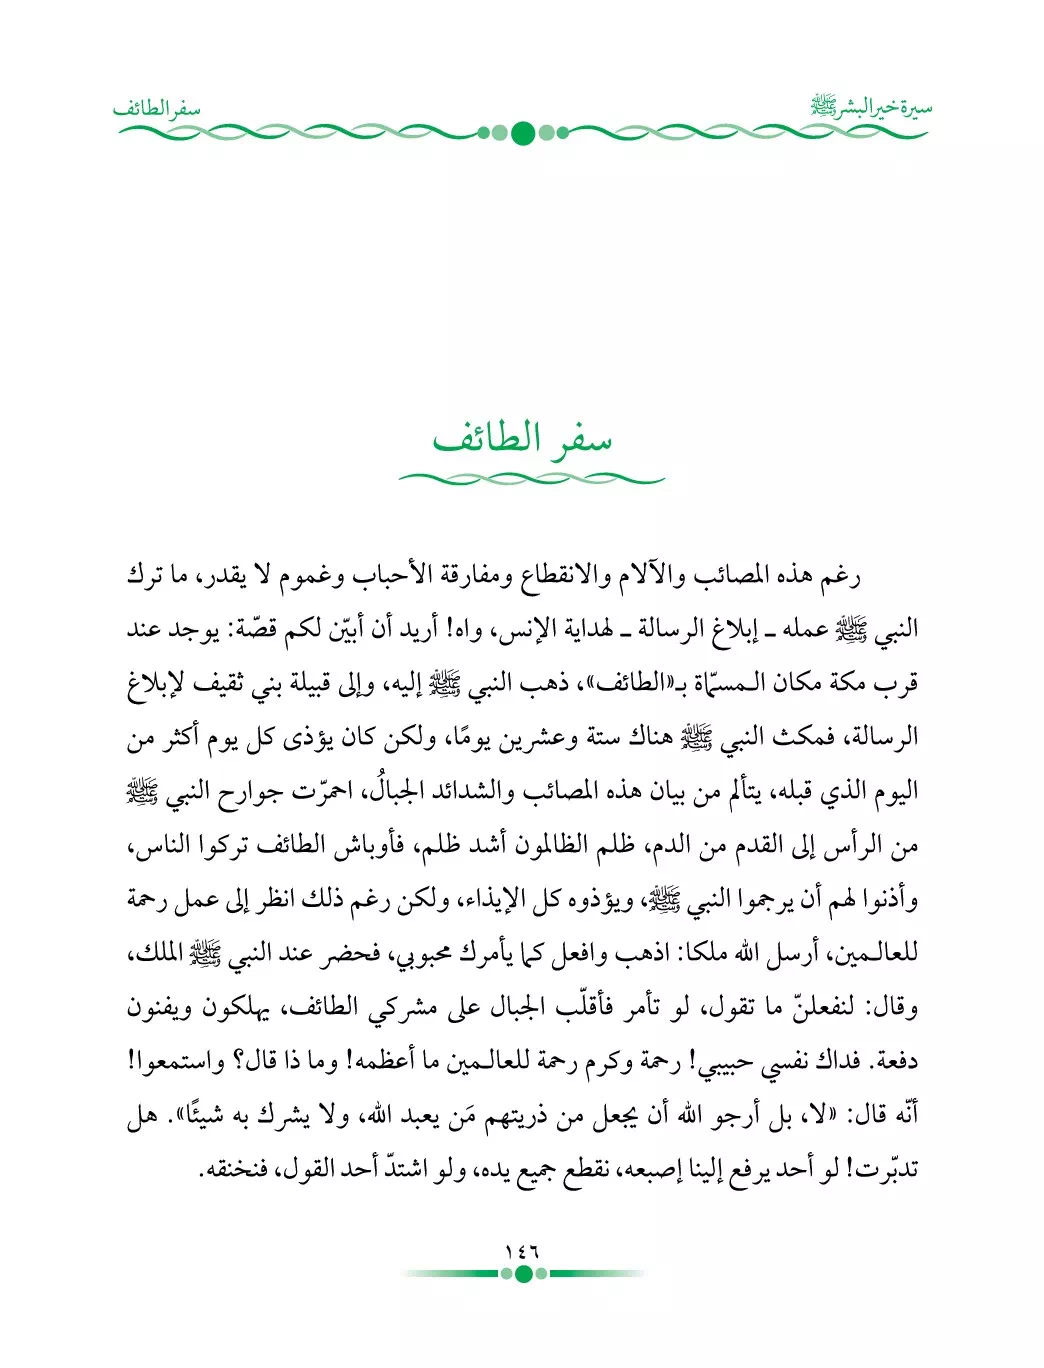 سيرة خير البشر ﷺ
سفر الطائف
سفر الطائف
رغم هذه المصائب والآلام والانقطاع ومفارقة الأحباب وغموم لا يقدر، ما ترك
النبي ﷺ عمله ــ إبلاغ الرسالة ــ لهداية الإنس، واه! أريد أن أبيّن لكم قصّة: يوجد عند
قرب مكة مكان الـمسمّاة بـ«الطائف»، ذهب النبي ﷺ إليه، وإلى قبيلة بني ثقيف لإبلاغ
الرسالة، فمكث النبي ﷺ هناك ستة وعشرين يومًا، ولكن كان يؤذى كل يوم أكثر من
اليوم الذي قبله، يتألم من بيان هذه المصائب والشدائد الجبالُ، احمرّت جوارح النبي ﷺ
من الرأس إلى القدم من الدم، ظلم الظالمون أشد ظلم، فأوباش الطائف تركوا الناس،
وأذنوا لهم أن يرجموا النبي ﷺ، ويؤذوه كل الإيذاء، ولكن رغم ذلك انظر إلى عمل رحمة
للعالـمين، أرسل الله ملكا: اذهب وافعل كما يأمرك محبوبي، فحضر عند النبي ﷺ الملك،
وقال: لنفعلنّ ما تقول، لو تأمر فأقلّب الجبال على مشركي الطائف، يهلكون ويفنون
دفعة. فداك نفسي حبيبي! رحمة وكرم رحمة للعالـمين ما أعظمه! وما ذا قال؟ واستمعوا!
أنّه قال: «لا، بل أرجو الله أن يجعل من ذريتهم مَن يعبد الله، ولا يشرك به شيئًا». هل
تدبّرت! لو أحد يرفع إلينا إصبعه، نقطع جميع يده، ولو اشتدّ أحد القول، فنخنقه.
١٤٦